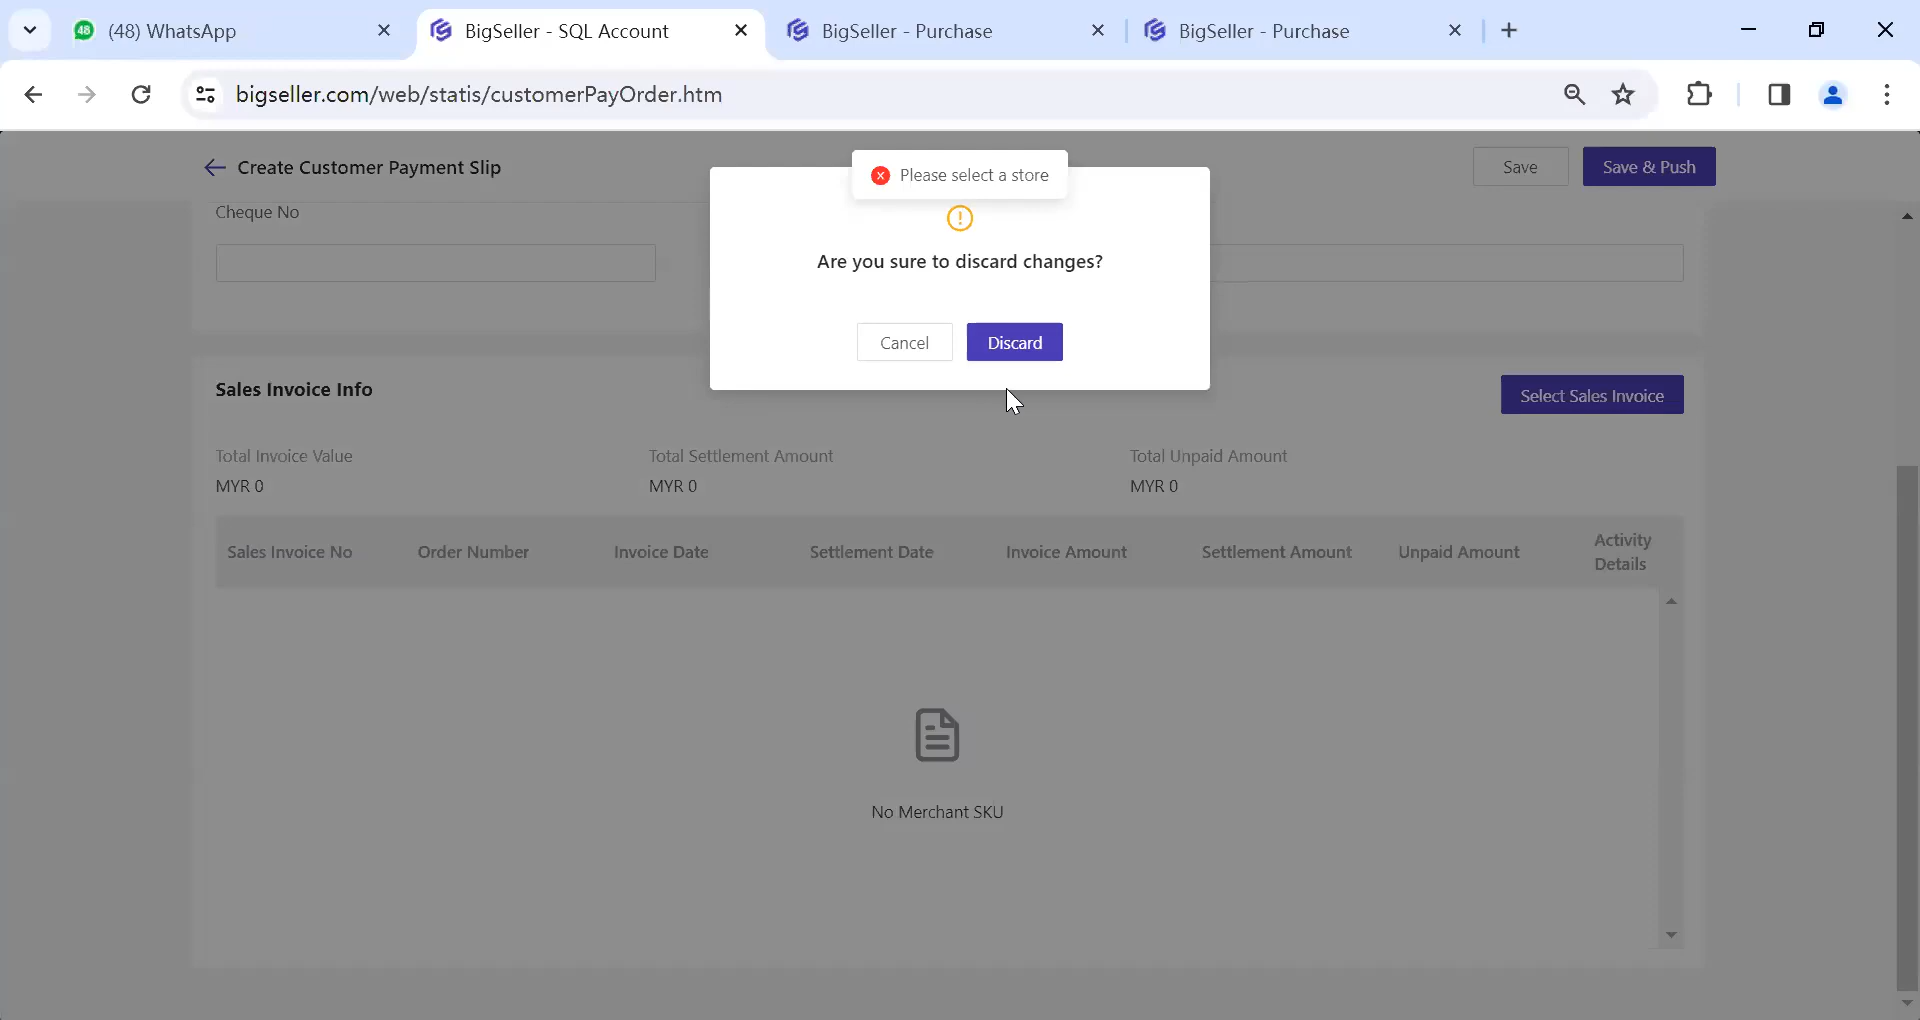 48
(48) WhatsApp
BigSeller - SQL Account
BigSeller - Purchase
BigSeller - Purchase
bigseller.com/web/statis/customerPayOrder.htm
Create Customer Payment Slip
Save
Save & Push
Please select a store
Are you sure to discard changes?
Cancel
Discard
Cheque No
Sales Invoice Info
Select Sales Invoice
Total Invoice Value
Total Settlement Amount
Total Unpaid Amount
MYR 0
MYR 0
MYR 0
Sales Invoice No
Order Number
Invoice Date
Settlement Date
Invoice Amount
Settlement Amount
Unpaid Amount
Activity
Details
No Merchant SKU